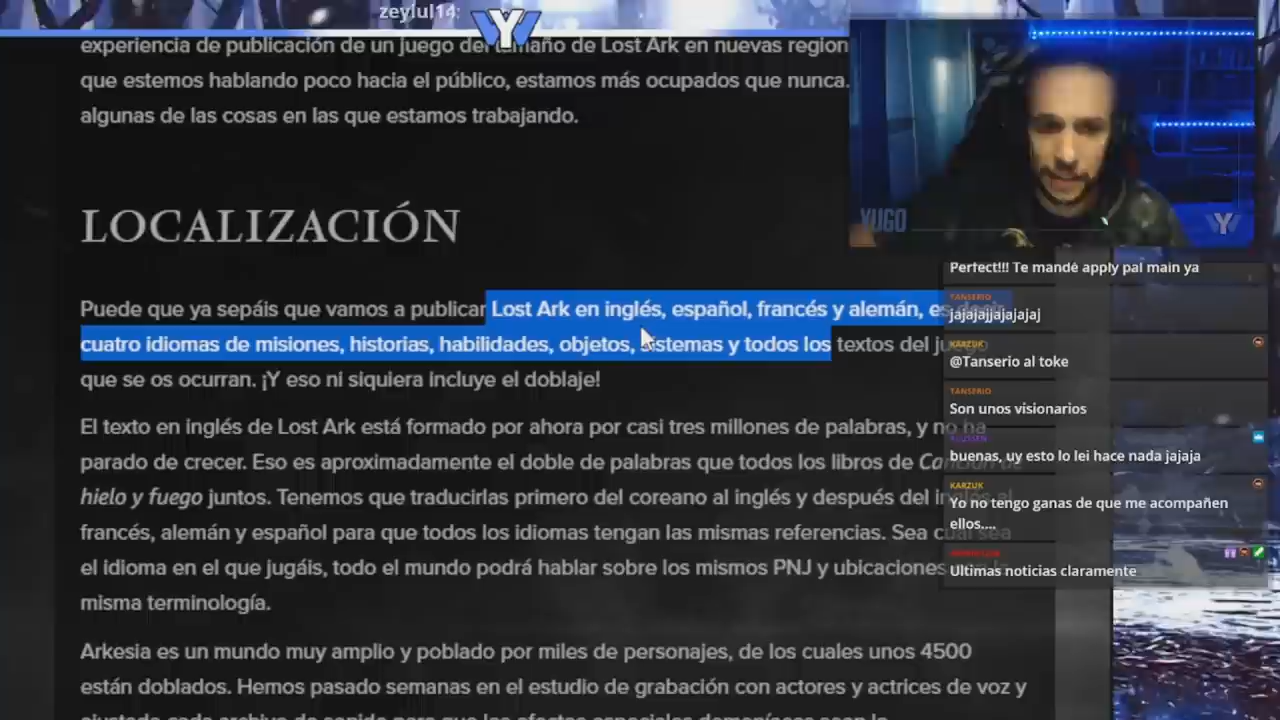 zeylul14:
Y
experiencia de publicación de un juego del tamaño de Lost Ark en nuevas region
que estemos hablando poco hacia el público, estamos más ocupados que nunca.
algunas de las cosas en las que estamos trabajando.
YUGO
Y
LOCALIZACIÓN
Puede que ya sepáis que vamos a publicar Lost Ark en inglés, español, francés y alemán, es decir,
cuatro idiomas de misiones, historias, habilidades, objetos, sistemas y todos los textos del juego
que se os ocurran. ¡Y eso ni siquiera incluye el doblaje!
El texto en inglés de Lost Ark está formado por ahora por casi tres millones de palabras, y no ha
parado de crecer. Eso es aproximadamente el doble de palabras que todos los libros de Canción de
hielo y fuego juntos. Tenemos que traducirlas primero del coreano al inglés y después del inglés al
francés, alemán y español para que todos los idiomas tengan las mismas referencias. Sea cual sea
el idioma en el que jugáis, todo el mundo podrá hablar sobre los mismos PNJ y ubicaciones con la
misma terminología.
Arkesia es un mundo muy amplio y poblado por miles de personajes, de los cuales unos 4500
están doblados. Hemos pasado semanas en el estudio de grabación con actores y actrices de voz y
Perfect!!! Te mandé apply pal main ya
TANSERIO
jajajajjajajajaj
KARZUK
@Tanserio al toke
TANSERIO
Son unos visionarios
buenas, uy esto lo lei hace nada jajaja
KARZUK
Yo no tengo ganas de que me acompañen
ellos....
Ultimas noticias claramente